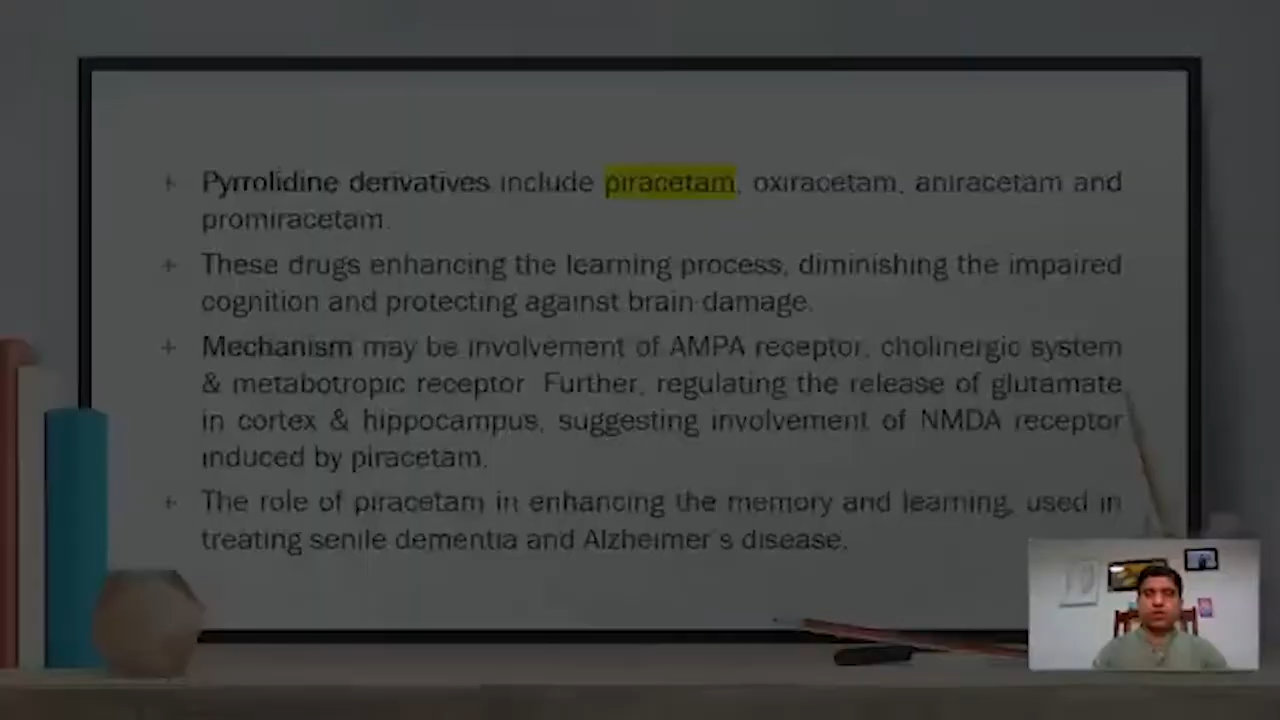 + Pyrrolidine derivatives include piracetam, oxiracetam, aniracetam and
promiracetam.
+ These drugs enhancing the learning process, diminishing the impaired
cognition and protecting against brain damage.
+ Mechanism may be involvement of AMPA receptor, cholinergic system
& metabotropic receptor. Further, regulating the release of glutamate
in cortex & hippocampus, suggesting involvement of NMDA receptor
induced by piracetam.
+ The role of piracetam in enhancing the memory and learning, used in
treating senile dementia and Alzheimer's disease.